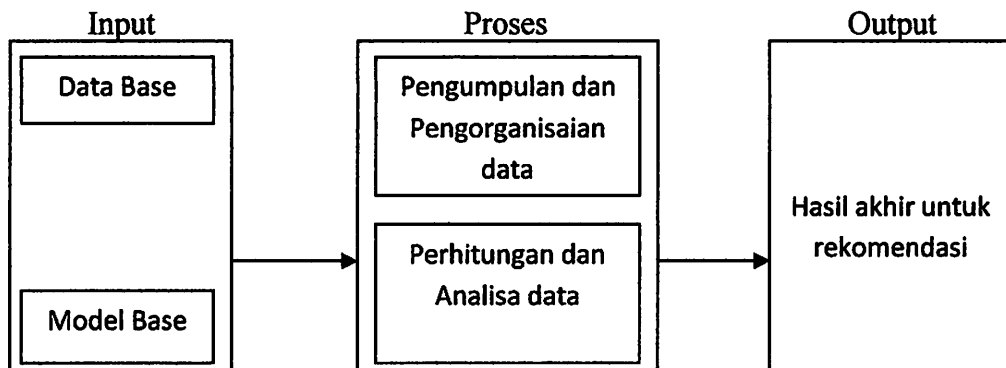 Input
Data Base
Model Base
Proses
Pengumpulan dan
Pengorganisaian
data
Perhitungan dan
Analisa data
Output
Hasil akhir untuk
rekomendasi